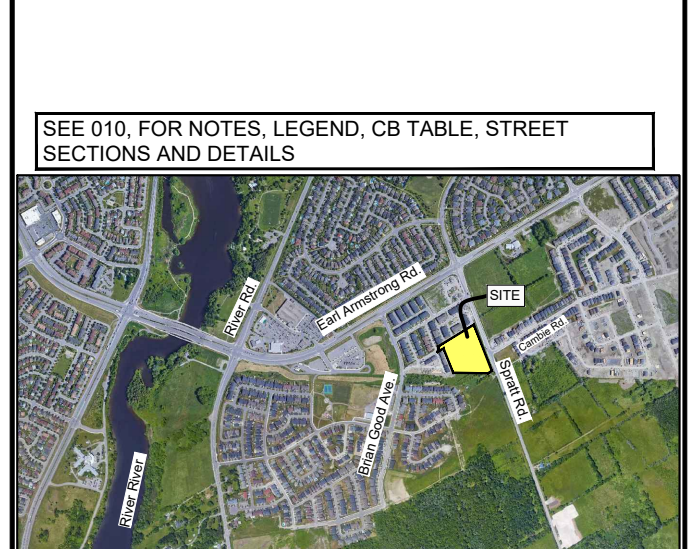 SEE 010, FOR NOTES, LEGEND, CB TABLE, STREET
SECTIONS AND DETAILS
River Rd.
Earl Armstrong Rd.
SITE
Cambie Rd.
Spratt Rd.
Brian Good Ave.
River River